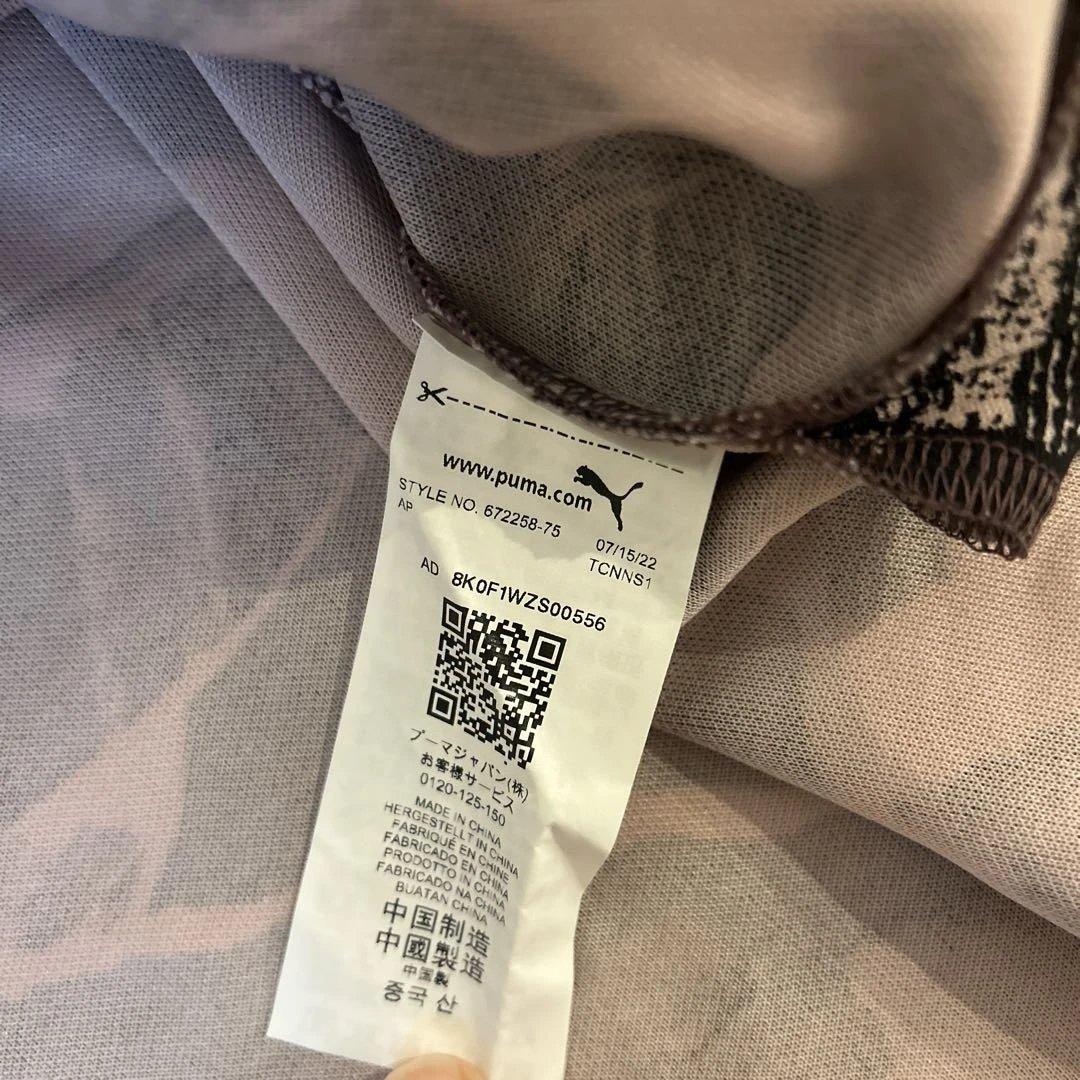 www.puma.com
STYLE NO. 672258-75
AP
07/15/22
TCNNS1
AD 8K0F1WZS00556
プーマジャパン(株)
お客様サービス
0120-125-150
MADE IN CHINA
HERGESTELLT IN CHINA
FABRIQUÉ EN CHINE
FABRICADO EN CHINA
PRODOTTO IN CHINA
FABRICADO NA CHINA
BUATAN CHINA
中国制造
中國製造
中国製
중국 산